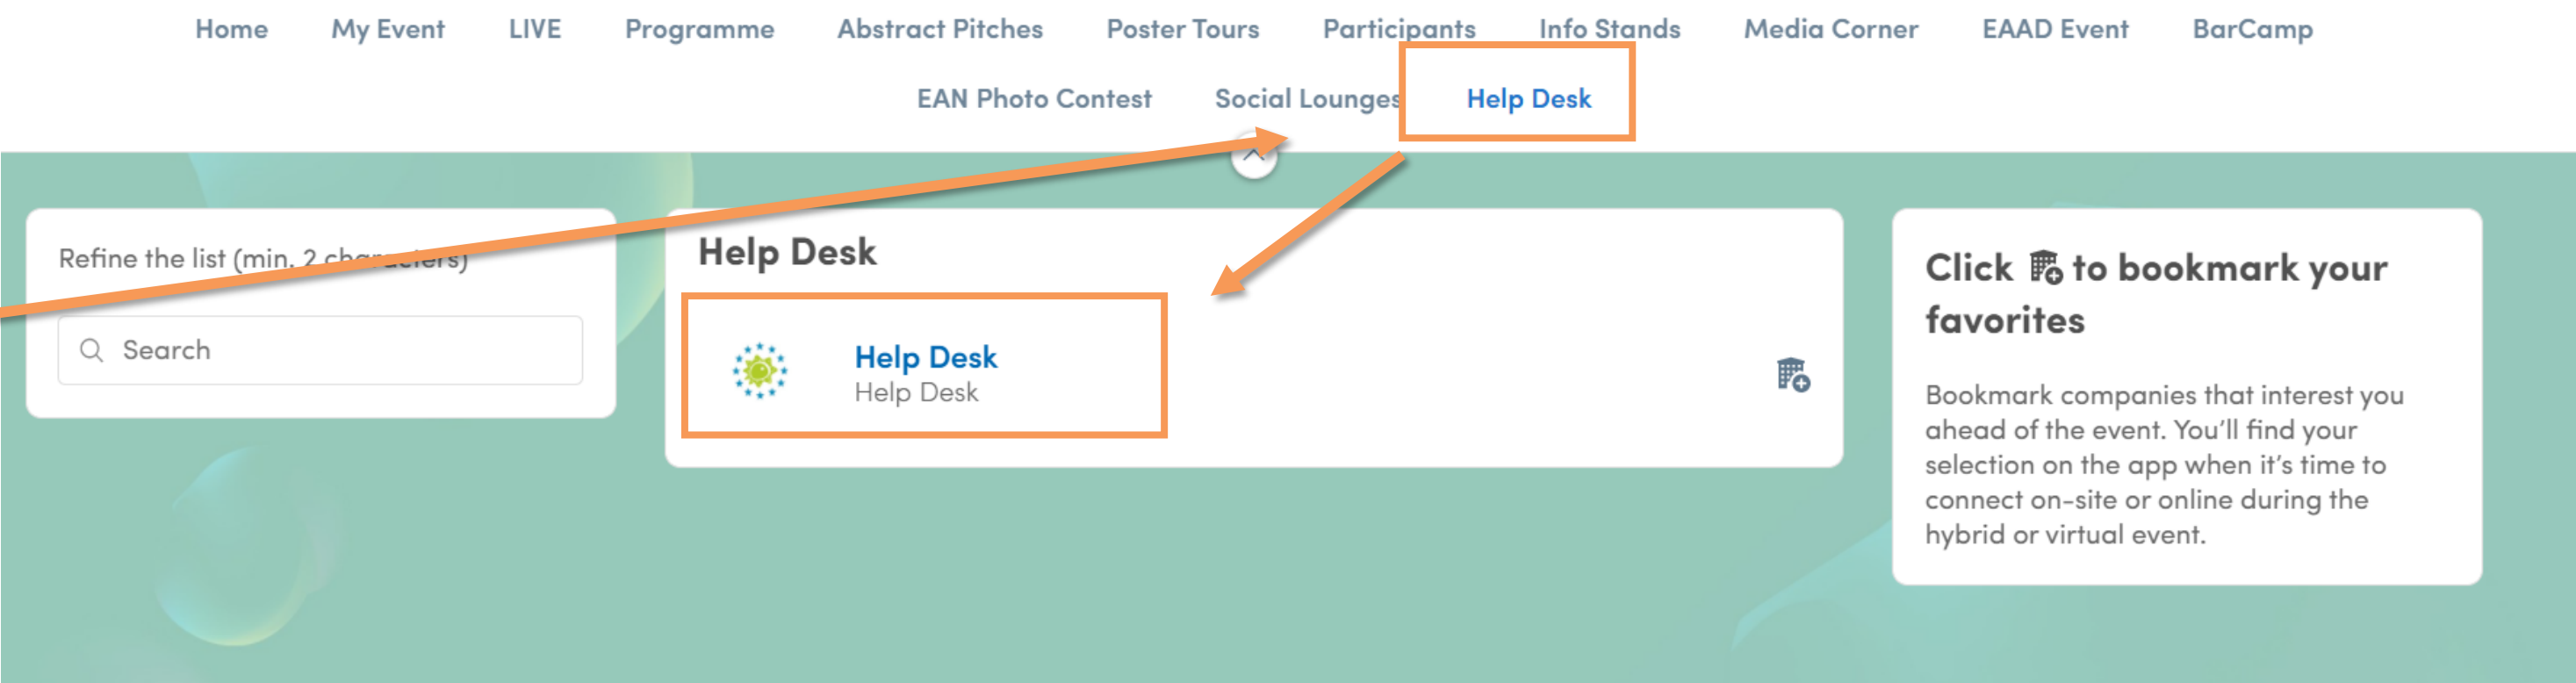 Home My Event LIVE Programme Abstract Pitches Poster Tours Participants Info Stands Media Corner EAAD Event BarCamp
EAN Photo Contest Social Lounges Help Desk
Refine the list (min. 2 characters)
Search
Help Desk
Help Desk
Help Desk
Click to bookmark your
favorites
Bookmark companies that interest you
ahead of the event. You'll find your
selection on the app when it's time to
connect on-site or online during the
hybrid or virtual event.